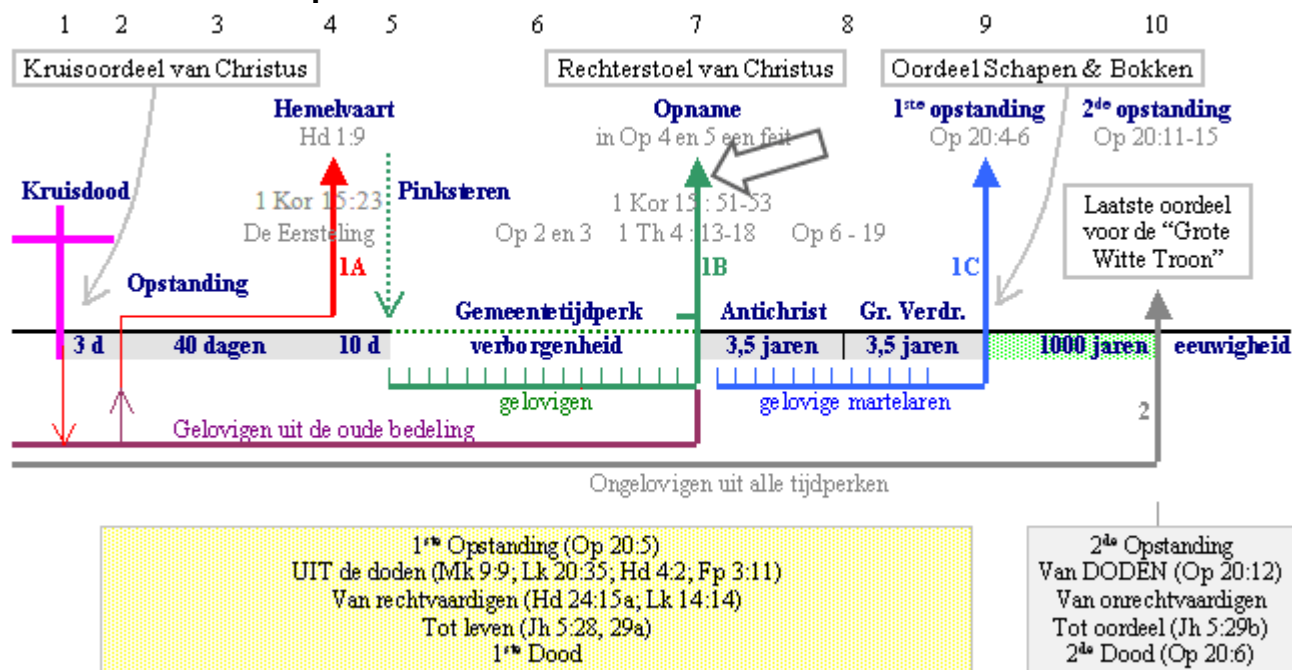 1 2 3 4 5 6 7 8 9 10
Kruisoordeel van Christus
Rechterstoel van Christus
Oordeel Schapen & Bokken
Hemelvaart
Hd 1:9
Opname
in Op 4 en 5 een feit
1ste opstanding
Op 20:4-6
2de opstanding
Op 20:11-15
Kruisdood
1 Kor 15:23
De Eersteling
Pinksteren
1 Kor 15 : 51-53
Op 2 en 3
1 Th 4 : 13-18
Op 6 - 19
Laatste oordeel
voor de “Grote
Witte Troon”
1A
1B
1C
Opstanding
Gemeentetijdperk
Antichrist
Gr. Verdr.
3 d
40 dagen
10 d
verborgenheid
3,5 jaren
3,5 jaren
1000 jaren
eeuwigheid
gelovigen
gelovige martelaren
2
Gelovigen uit de oude bedeling
Ongelovigen uit alle tijdperken
1ste Opstanding (Op 20:5)
UIT de doden (Mk 9:9; Lk 20:35; Hd 4:2; Fp 3:11)
Van rechtvaardigen (Hd 24:15a; Lk 14:14)
Tot leven (Jh 5:28, 29a)
1ste Dood
2de Opstanding
Van DODEN (Op 20:12)
Van onrechtvaardigen
Tot oordeel (Jh 5:29b)
2de Dood (Op 20:6)